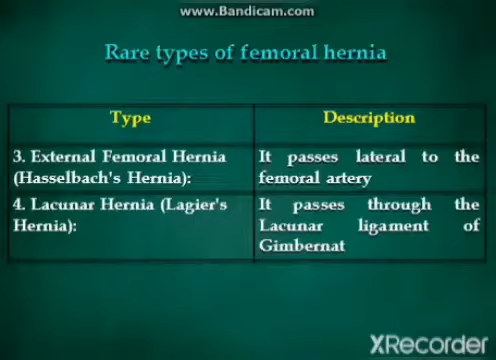 www.Bandicam.com
Rare types of femoral hernia
Type
Description
3. External Femoral Hernia
(Hasselbach's Hernia):
It passes lateral to the
femoral artery
4. Lacunar Hernia (Lagier's
Hernia):
It passes through the
Lacunar ligament of
Gimbernat
XRecorder